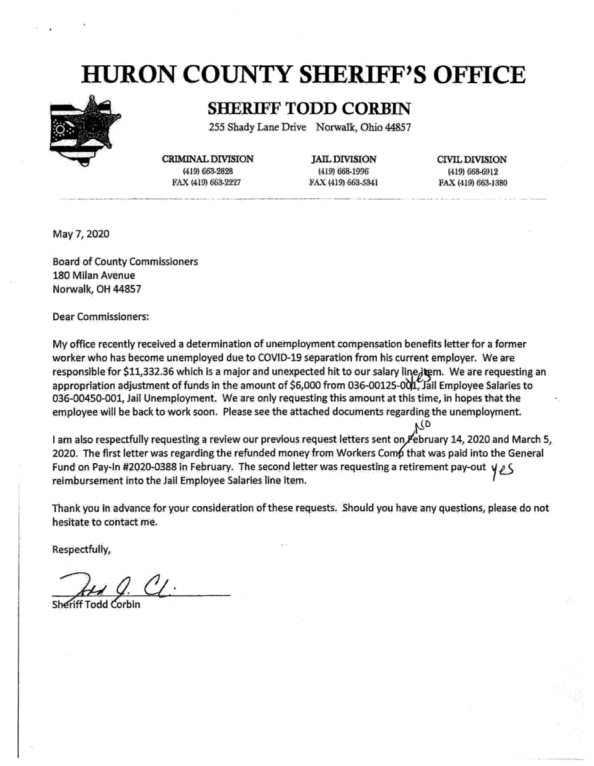 HURON COUNTY SHERIFF'S OFFICE
SHERIFF TODD CORBIN
255 Shady Lane Drive Norwalk, Ohio 44857
CRIMINAL DIVISION
(419) 663-2828
FAX (419) 663-2227
JAIL DIVISION
(419) 668-1996
FAX (419) 663-5341
CIVIL DIVISION
(419) 668-6912
FAX (419) 663-1380
May 7, 2020
Board of County Commissioners
180 Milan Avenue
Norwalk, OH 44857
Dear Commissioners:
My office recently received a determination of unemployment compensation benefits letter for a former
worker who has become unemployed due to COVID-19 separation from his current employer. We are
responsible for $11,332.36 which is a major and unexpected hit to our salary line item. We are requesting an
yes
appropriation adjustment of funds in the amount of $6,000 from 036-00125-001, Jail Employee Salaries to
036-00450-001, Jail Unemployment. We are only requesting this amount at this time, in hopes that the
employee will be back to work soon. Please see the attached documents regarding the unemployment.
NO
I am also respectfully requesting a review our previous request letters sent on February 14, 2020 and March 5,
2020. The first letter was regarding the refunded money from Workers Comp that was paid into the General
Fund on Pay-In #2020-0388 in February. The second letter was requesting a retirement pay-out yes
reimbursement into the Jail Employee Salaries line item.
Thank you in advance for your consideration of these requests. Should you have any questions, please do not
hesitate to contact me.
Respectfully,
Sheriff Todd Corbin